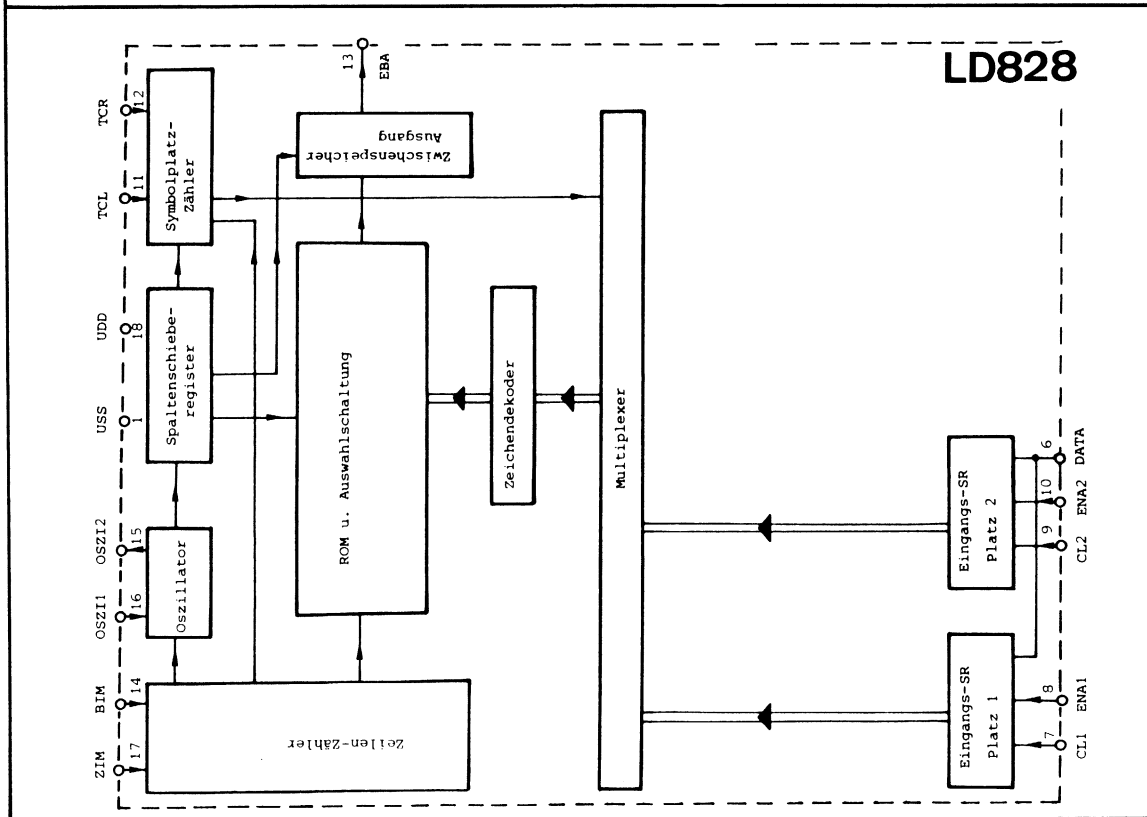 LD828
TCR
12
TCL
11
UDD
18
USS
1
OSZI2
15
OSZI1
16
BIM
14
ZIM
17
13
EBA
Symbolplatz-
Zähler
Spaltenschiebe-
register
Oszillator
Zeilen-Zähler
Zwischenspeicher
Ausgang
ROM u. Auswahlschaltung
Zeichendekoder
Multiplexer
Eingangs-SR
Platz 2
Eingangs-SR
Platz 1
6
DATA
10
ENA2
9
CL2
8
ENA1
7
CL1